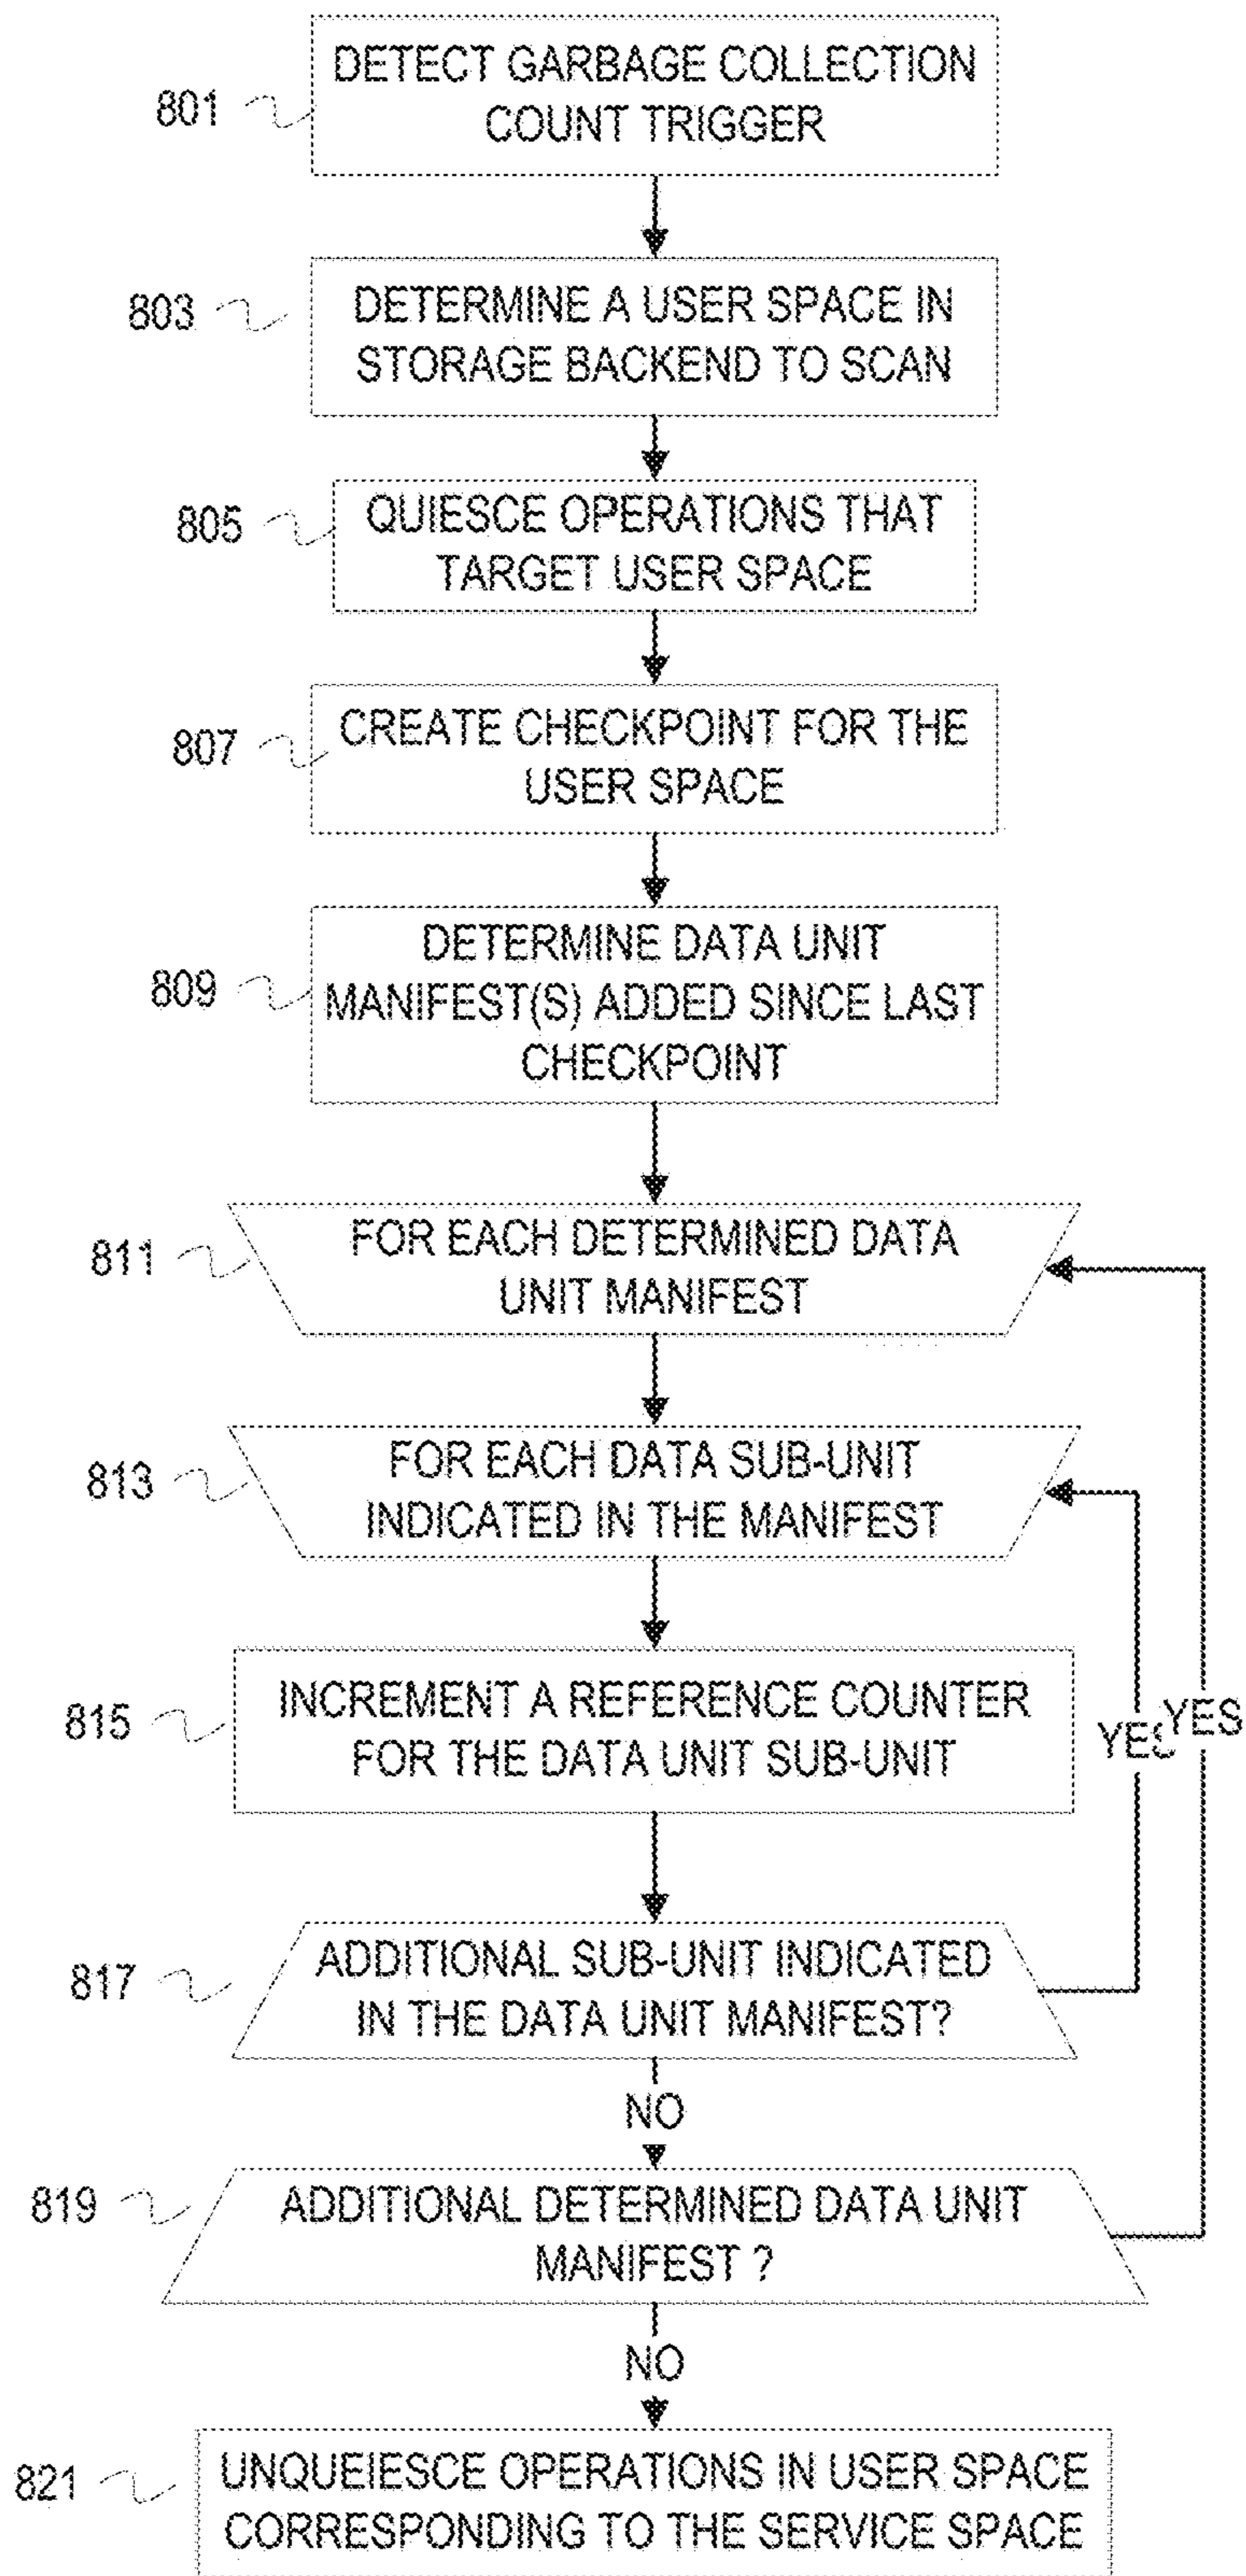 801
DETECT GARBAGE COLLECTION
COUNT TRIGGER
803
DETERMINE A USER SPACE IN
STORAGE BACKEND TO SCAN
805
QUIESCE OPERATIONS THAT
TARGET USER SPACE
807
CREATE CHECKPOINT FOR THE
USER SPACE
809
DETERMINE DATA UNIT
MANIFEST(S) ADDED SINCE LAST
CHECKPOINT
811
FOR EACH DETERMINED DATA
UNIT MANIFEST
813
FOR EACH DATA SUB-UNIT
INDICATED IN THE MANIFEST
815
INCREMENT A REFERENCE COUNTER
FOR THE DATA UNIT SUB-UNIT
YES
YES
817
ADDITIONAL SUB-UNIT INDICATED
IN THE DATA UNIT MANIFEST?
NO
819
ADDITIONAL DETERMINED DATA UNIT
MANIFEST ?
NO
821
UNQUEIESCE OPERATIONS IN USER SPACE
CORRESPONDING TO THE SERVICE SPACE